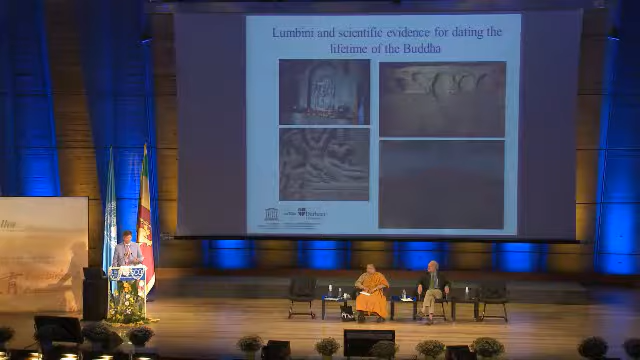 Lumbini and scientific evidence for dating the
lifetime of the Buddha